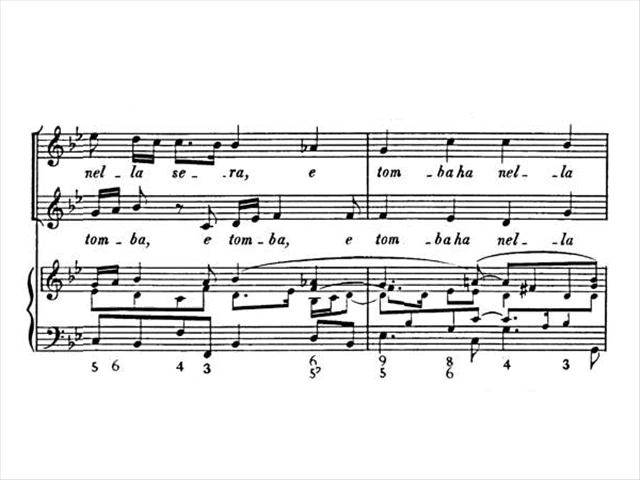 nel - la se - ra, e tom - ba ha nel - la
tom - ba, e tom - ba, e tom - ba ha nel - la
5 6 4 3 6 9 8 4 3
5♭ 5 6